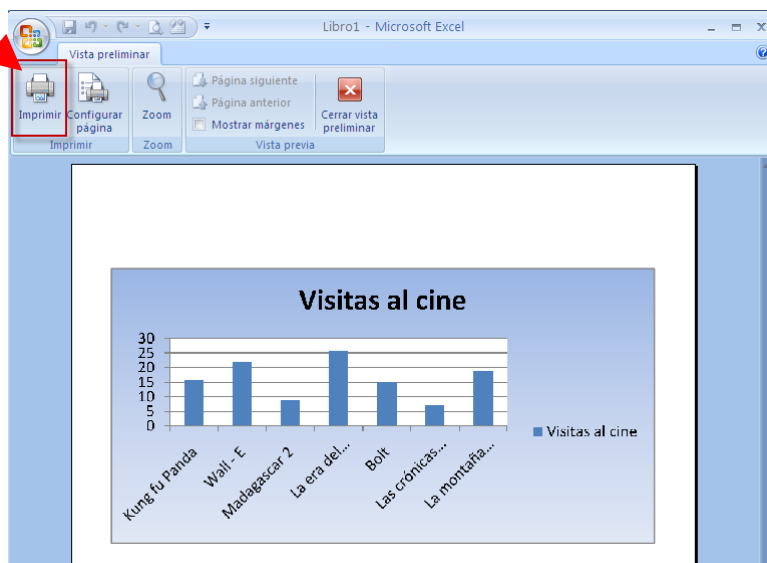 Libro1 - Microsoft Excel
Vista preliminar
Imprimir
Configurar
página
Zoom
Página siguiente
Página anterior
Mostrar márgenes
Cerrar vista
preliminar
Imprimir
Zoom
Vista previa
Visitas al cine
30
25
20
15
10
5
0
Kung fu Panda
Wall - E
Madagascar 2
La era del...
Bolt
Las crónicas...
La montaña...
Visitas al cine